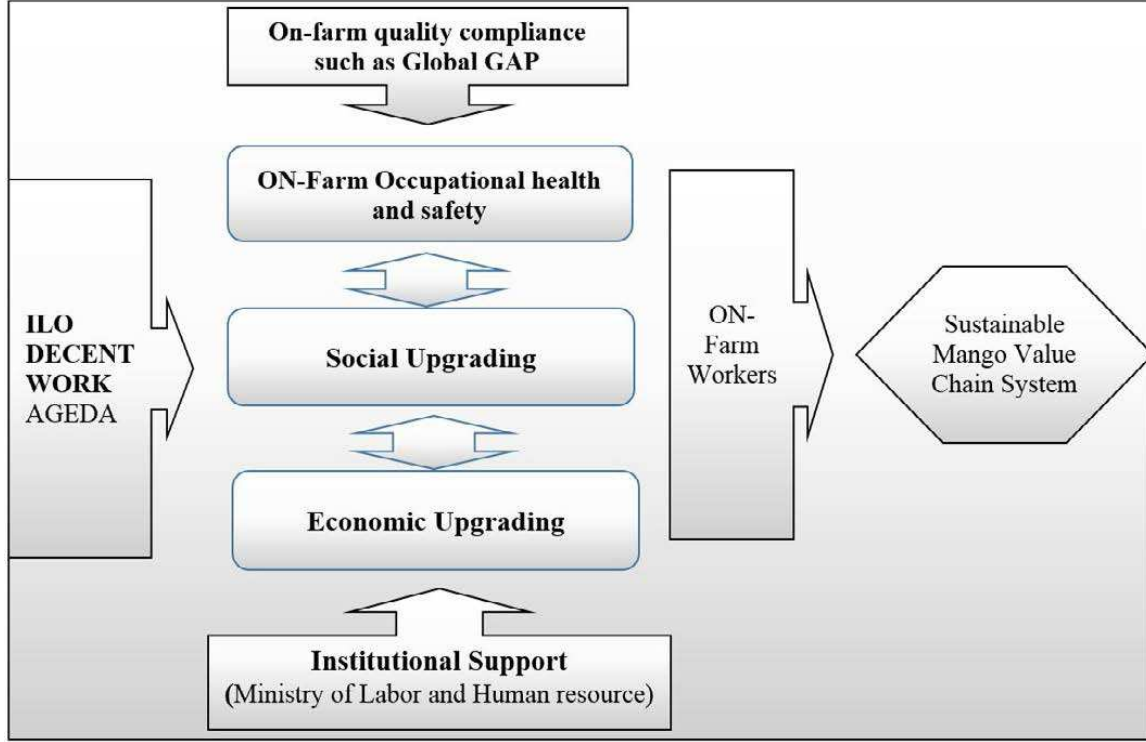 On-farm quality compliance
such as Global GAP
ON-Farm Occupational health
and safety
ILO
DECENT
WORK
AGEDA
Social Upgrading
Economic Upgrading
Institutional Support
(Ministry of Labor and Human resource)
ON-
Farm
Workers
Sustainable
Mango Value
Chain System